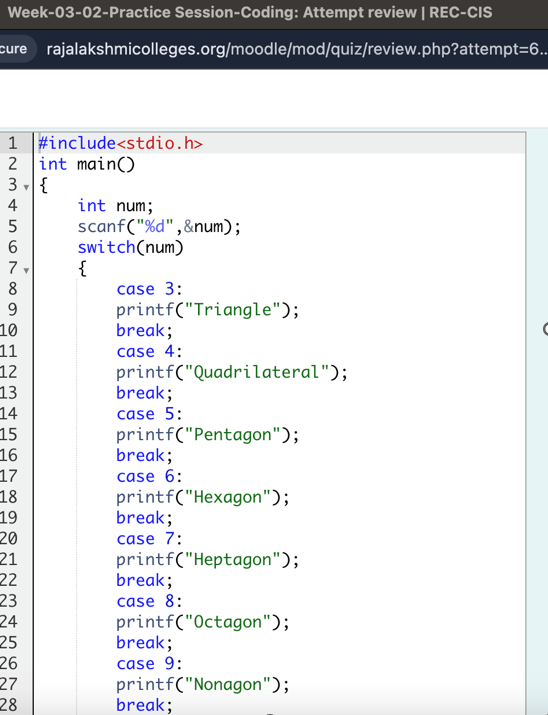 Week-03-02-Practice Session-Coding: Attempt review | REC-CIS
cure rajalakshmicolleges.org/moodle/mod/quiz/review.php?attempt=6...
1 #include<stdio.h>
2 int main()
3 {
4 int num;
5 scanf("%d",&num);
6 switch(num)
7 {
8 case 3:
9 printf("Triangle");
10 break;
11 case 4:
12 printf("Quadrilateral");
13 break;
14 case 5:
15 printf("Pentagon");
16 break;
17 case 6:
18 printf("Hexagon");
19 break;
20 case 7:
21 printf("Heptagon");
22 break;
23 case 8:
24 printf("Octagon");
25 break;
26 case 9:
27 printf("Nonagon");
28 break;